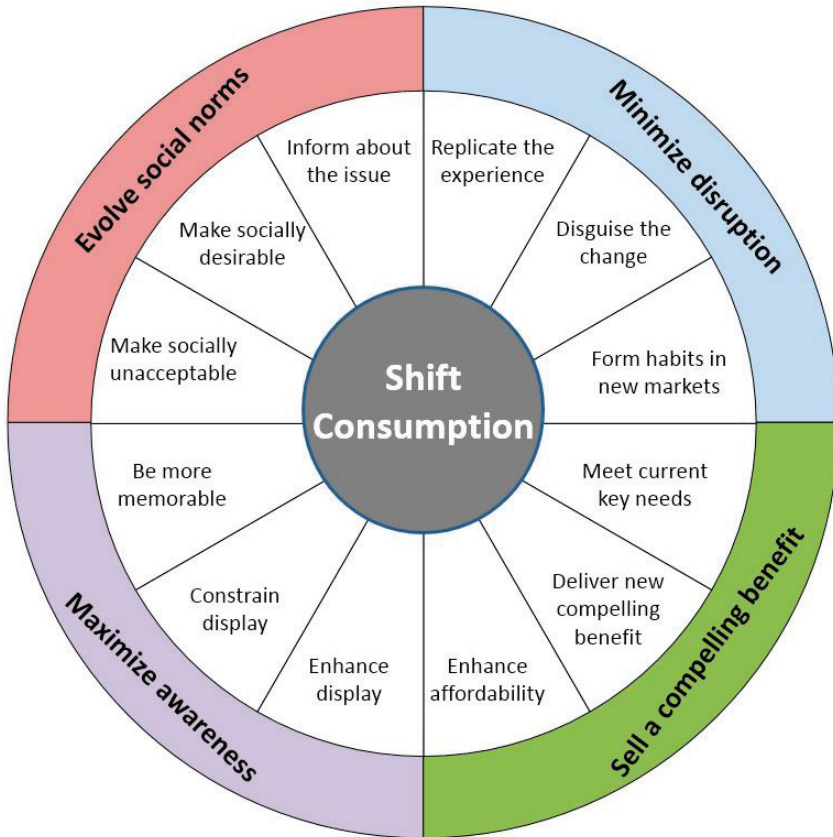 Evolve social norms
Minimize disruption
Inform about
the issue
Replicate the
experience
Make socially
desirable
Disguise the
change
Make socially
unacceptable
Form habits in
new markets
Shift
Consumption
Be more
memorable
Meet current
key needs
Constrain
display
Deliver new
compelling
benefit
Enhance
display
Enhance
affordability
Maximize awareness
Sell a compelling benefit